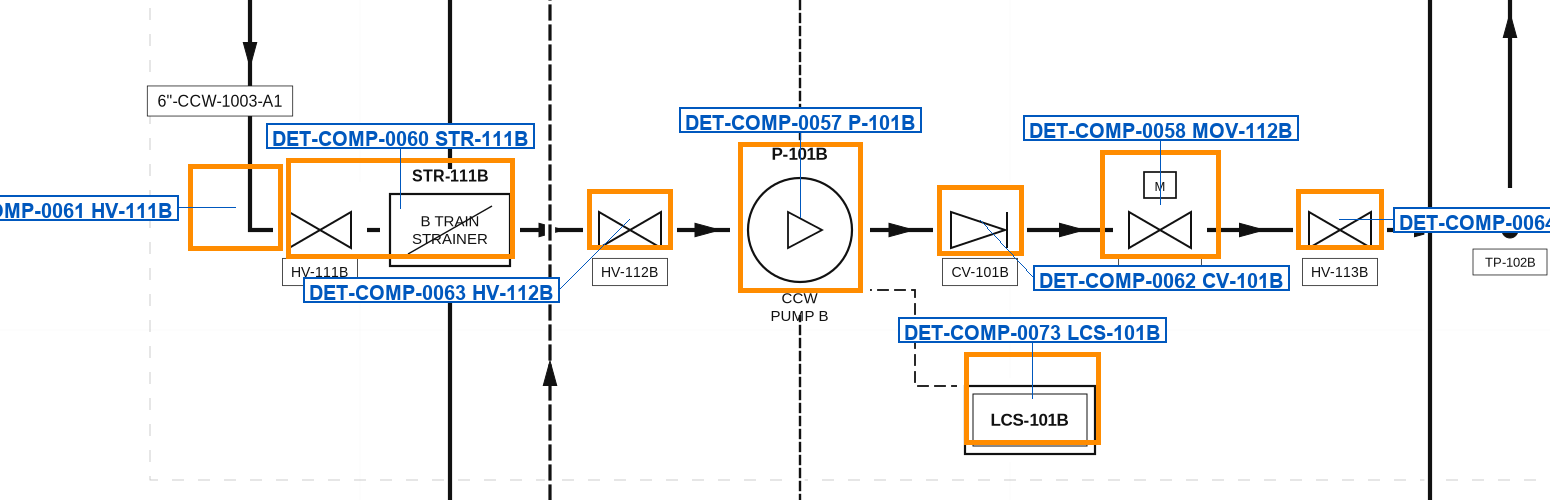 6"-CCW-1003-A1
DET-COMP-0057 P-101B
DET-COMP-0058 MOV-112B
DET-COMP-0060 STR-111B
P-101B
STR-111B
M
OMP-0061 HV-111B
DET-COMP-0064
B TRAIN
STRAINER
HV-111B
HV-112B
CV-101B
HV-113B
TP-102B
DET-COMP-0063 HV-112B
DET-COMP-0062 CV-101B
CCW
PUMP B
DET-COMP-0073 LCS-101B
LCS-101B